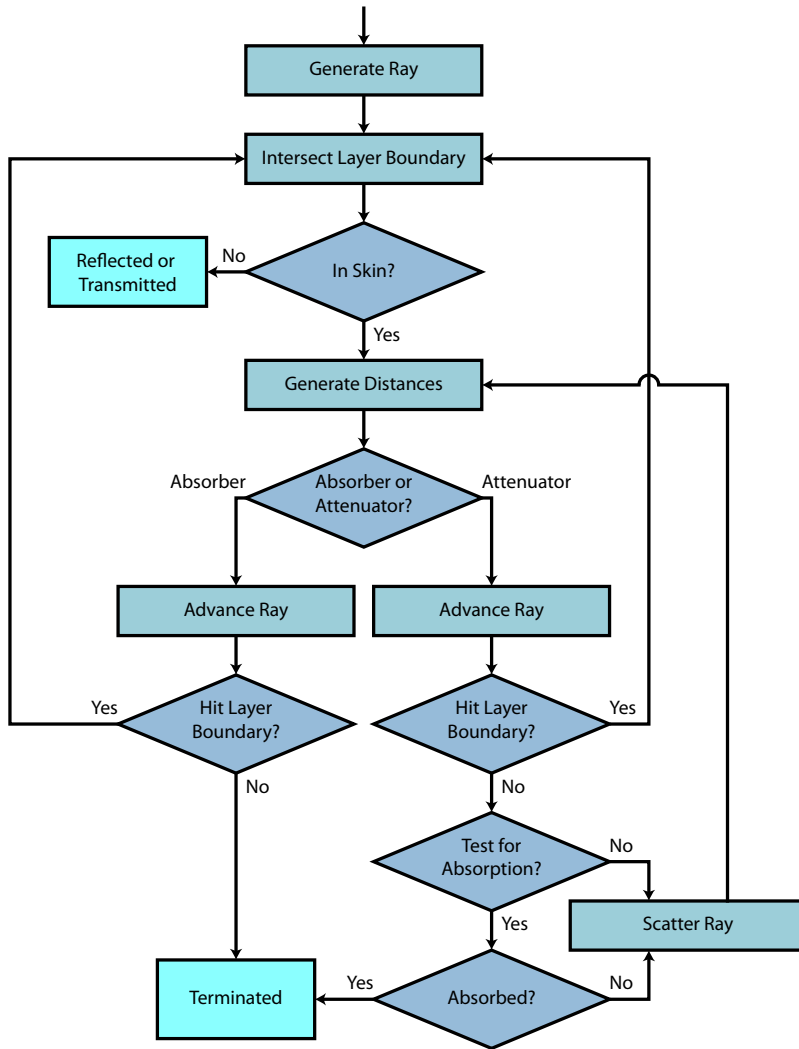 Generate Ray
Intersect Layer Boundary
No
Reflected or
Transmitted
In Skin?
Yes
Generate Distances
Absorber
Absorber or
Attenuator?
Attenuator
Advance Ray
Advance Ray
Yes
Hit Layer
Boundary?
Hit Layer
Boundary?
Yes
No
No
Test for
Absorption?
No
Yes
Scatter Ray
Terminated
Yes
Absorbed?
No